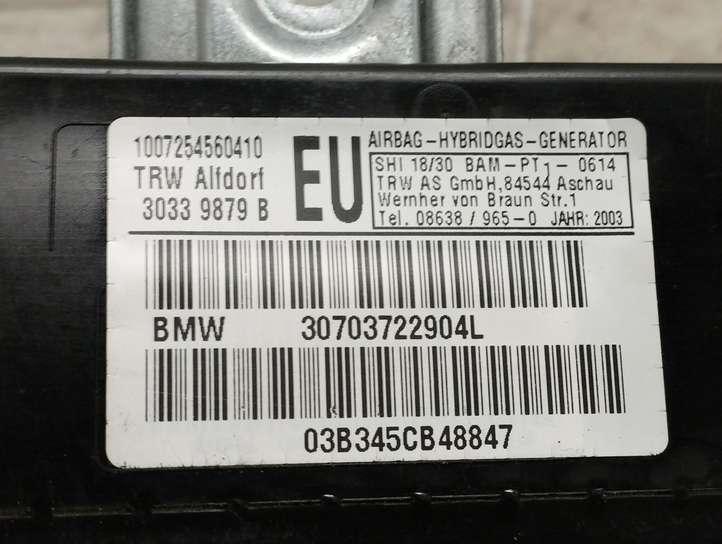 1007254560410
TRW Alfdorf
3033 9879 B
EU
AIRBAG-HYBRIDGAS-GENERATOR
SHI 18/30 BAM-PT1-0614
TRW AS GmbH,84544 Aschau
Wernher von Braun Str.1
Tel. 08638 / 965-0 JAHR: 2003
BMW 30703722904L
03B345CB48847